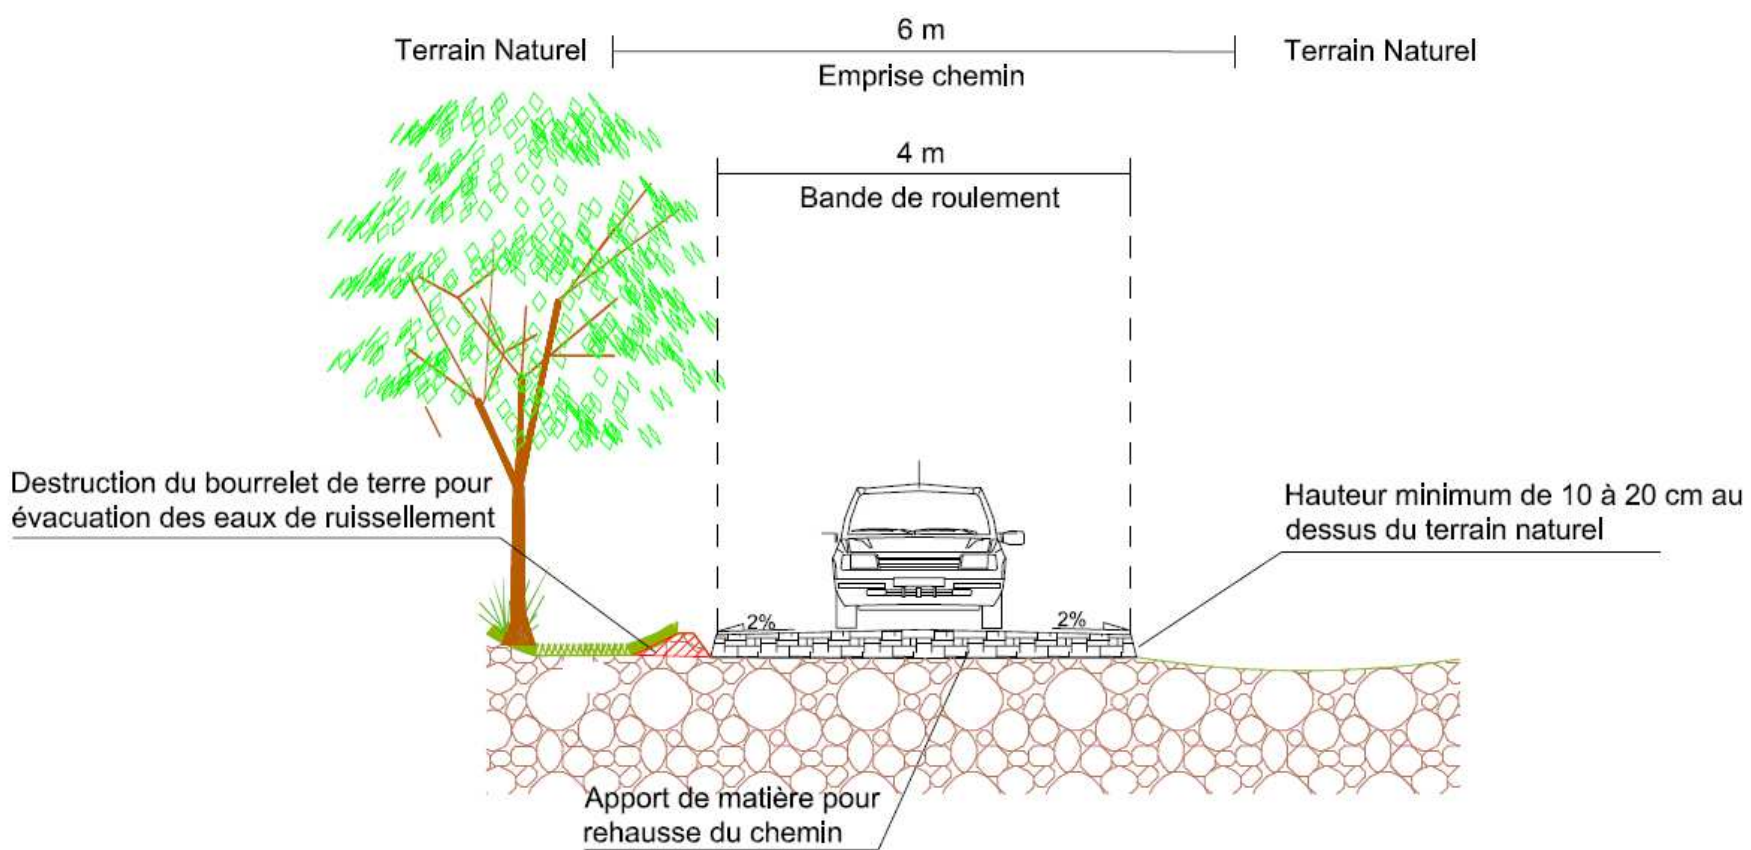 6 m
Terrain Naturel
Terrain Naturel
Emprise chemin
4 m
Bande de roulement
Destruction du bourrelet de terre pour
évacuation des eaux de ruissellement
Hauteur minimum de 10 à 20 cm au
dessus du terrain naturel
2%
2%
Apport de matière pour
rehausse du chemin